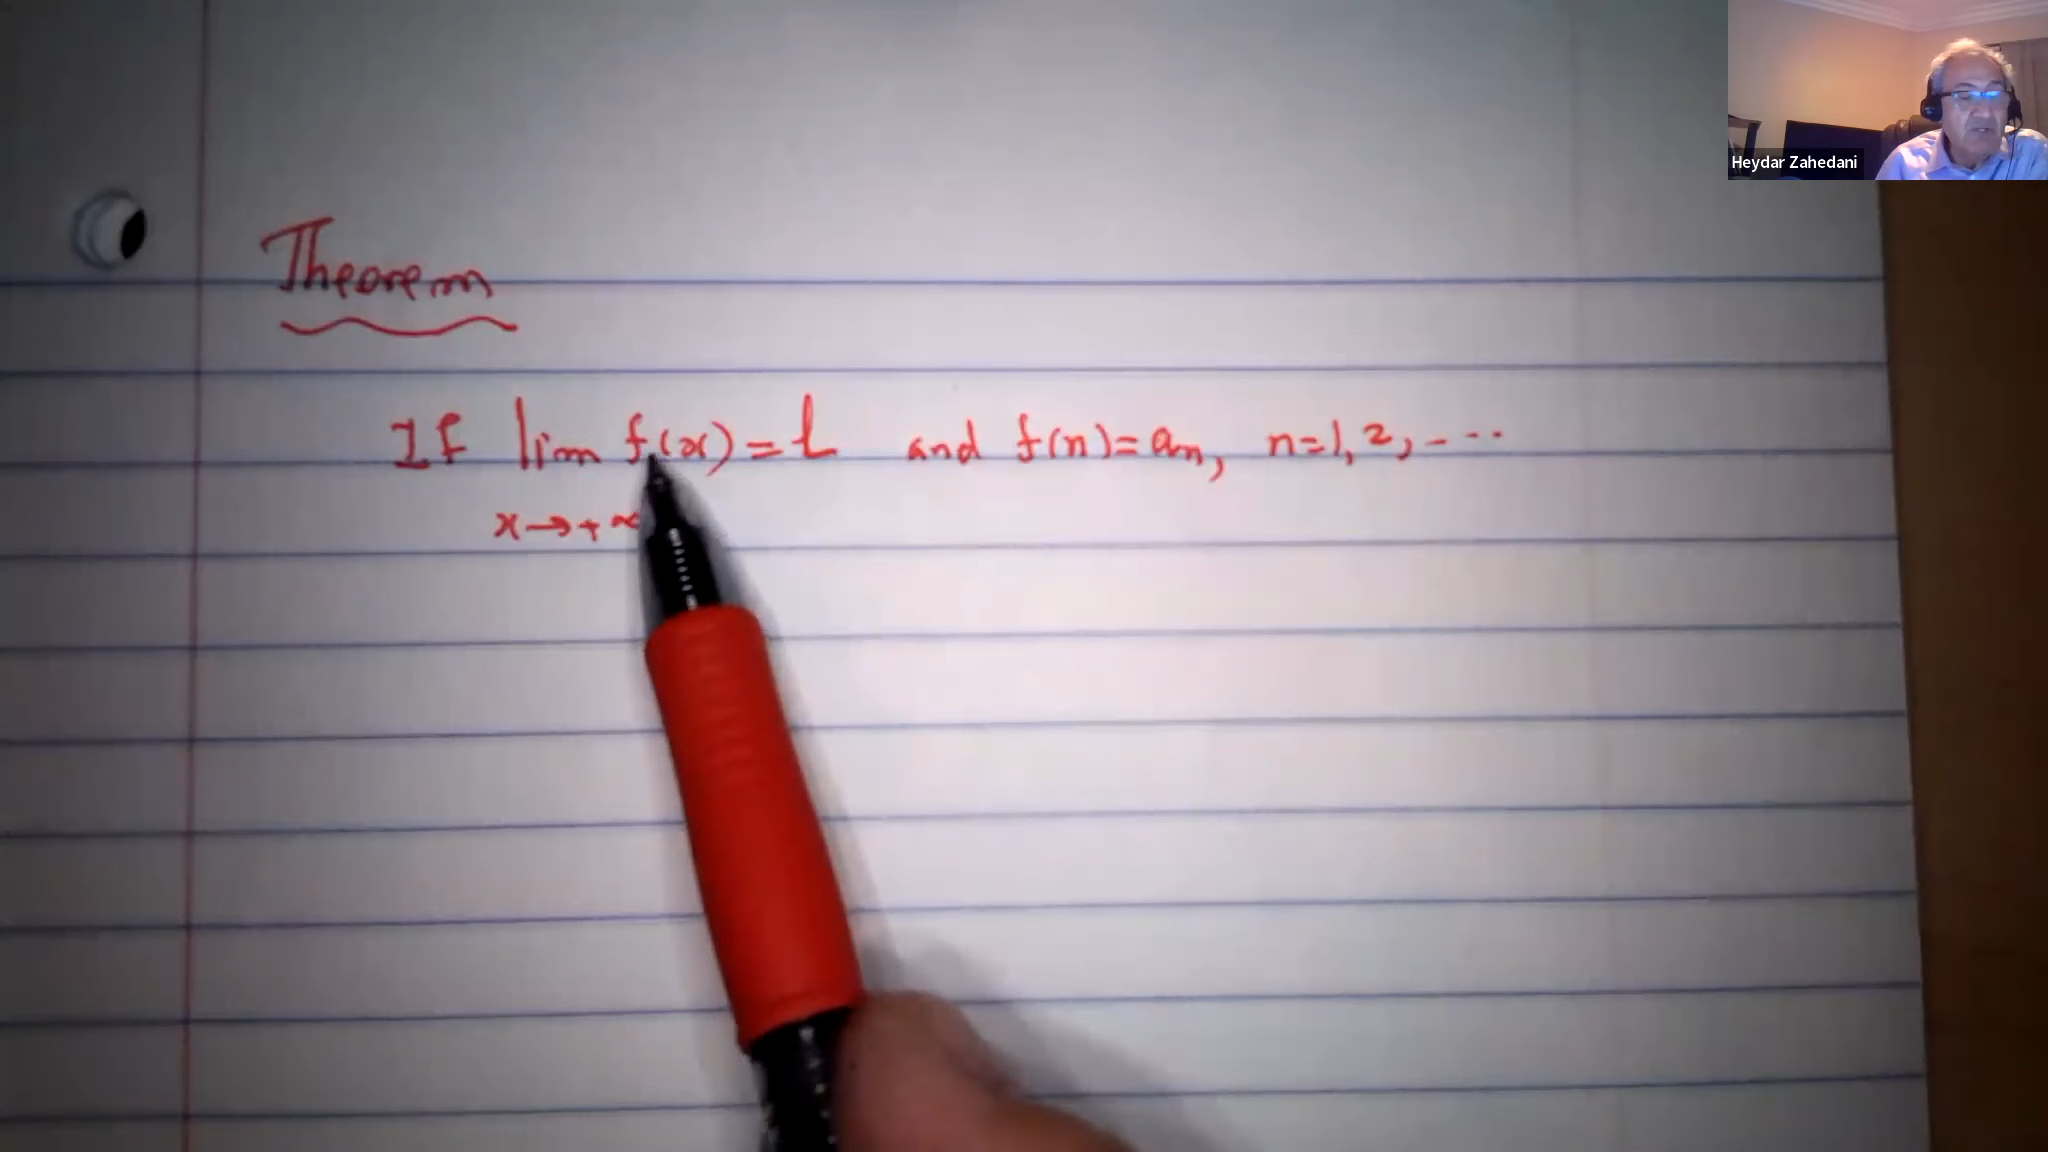 Heydar Zahedani
Theorem
If lim f(x) = L and f(n) = aₙ, n=1, 2, - ...
x → + ∞